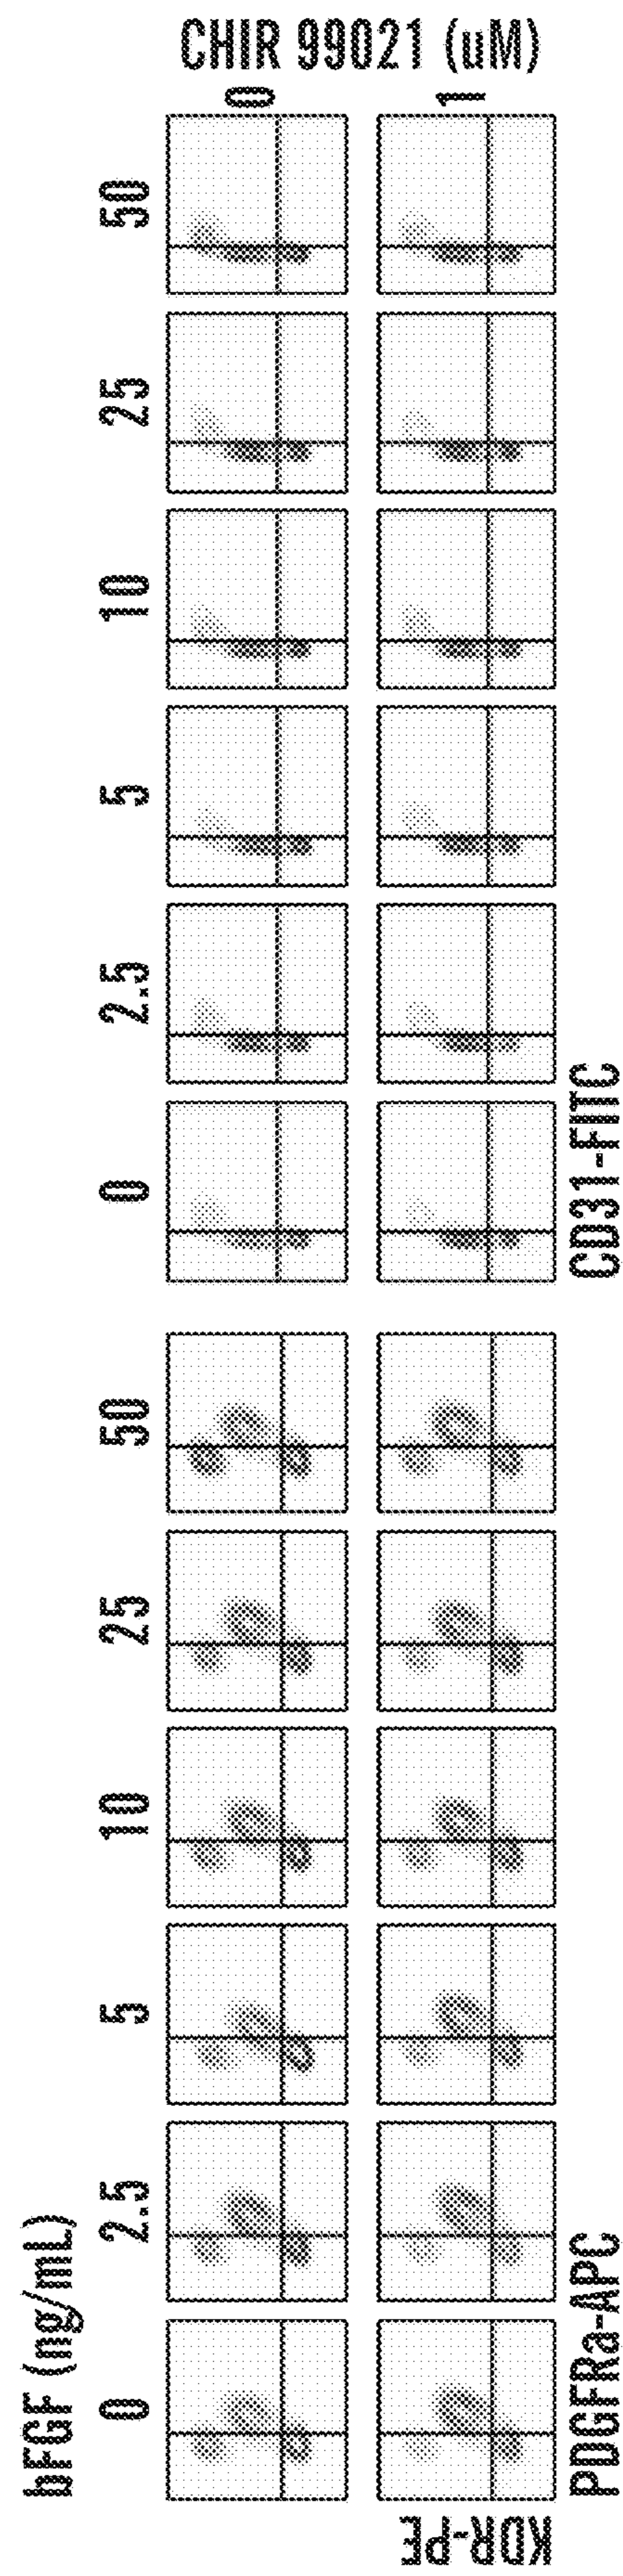 bFGF (ng/mL)
0 2.5 5 10 25 50 0 2.5 5 10 25 50
CHIR 99021 (uM)
0
1
KDR-PE
PDGFRa-APC CD31-FITC